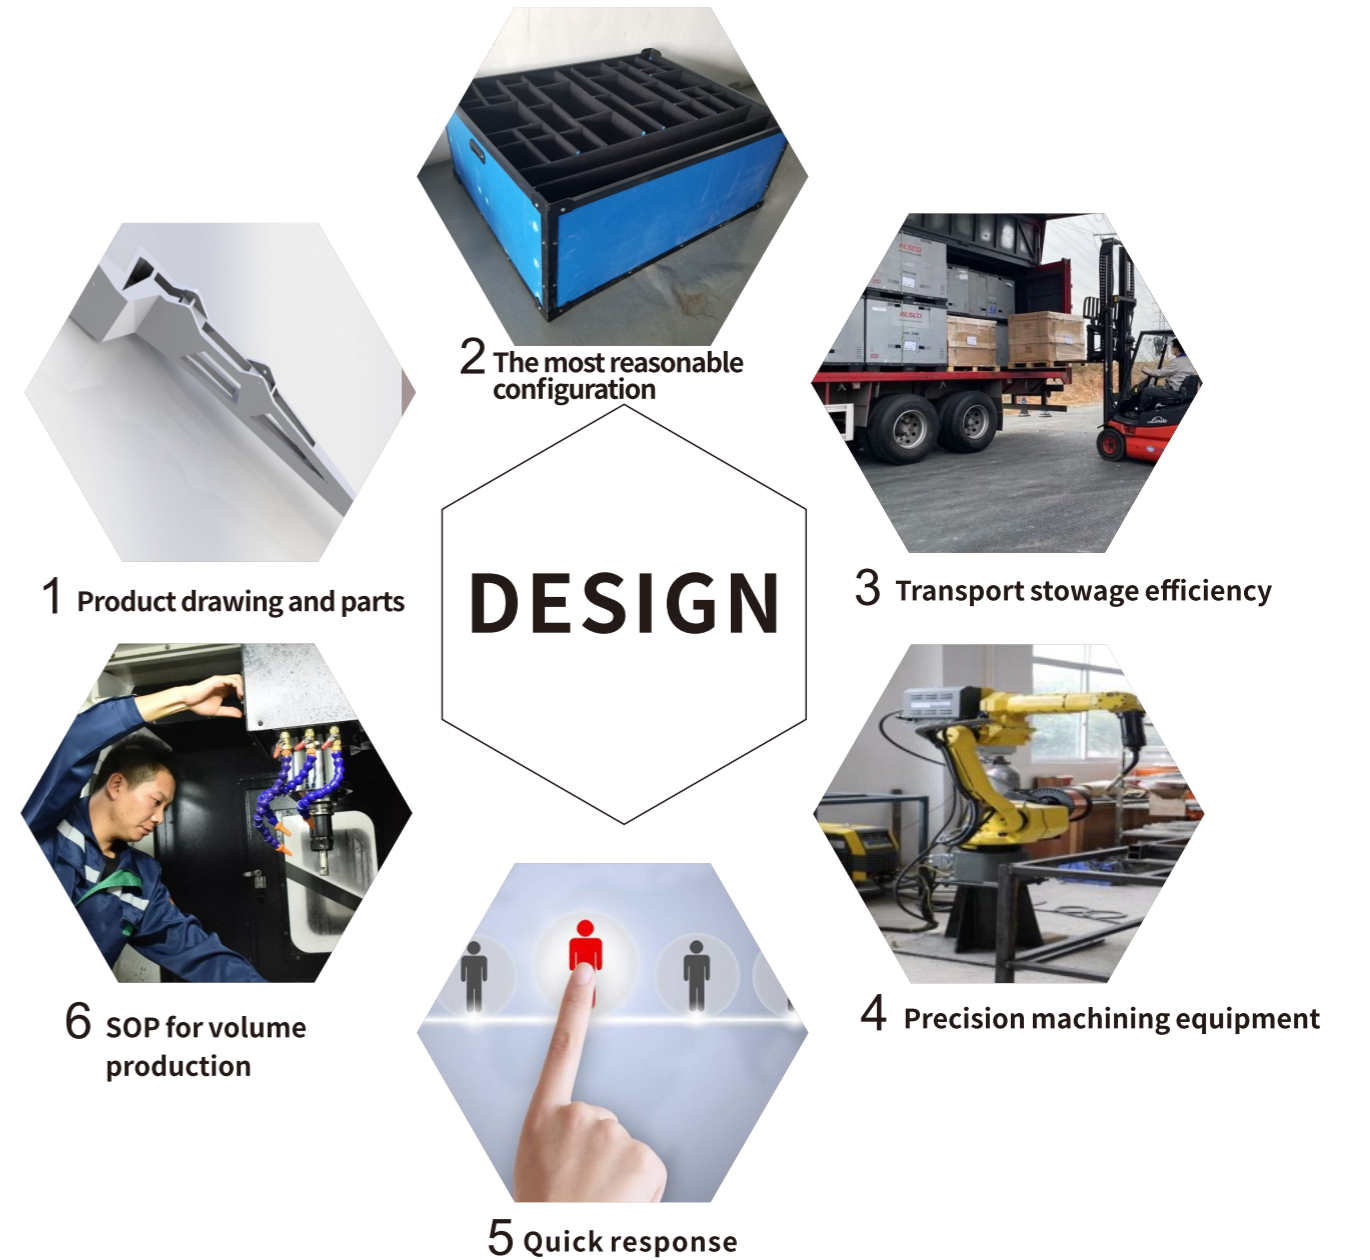 1 Product drawing and parts
2 The most reasonable
configuration
3 Transport stowage efficiency
DESIGN
4 Precision machining equipment
5 Quick response
6 SOP for volume
production
Linde